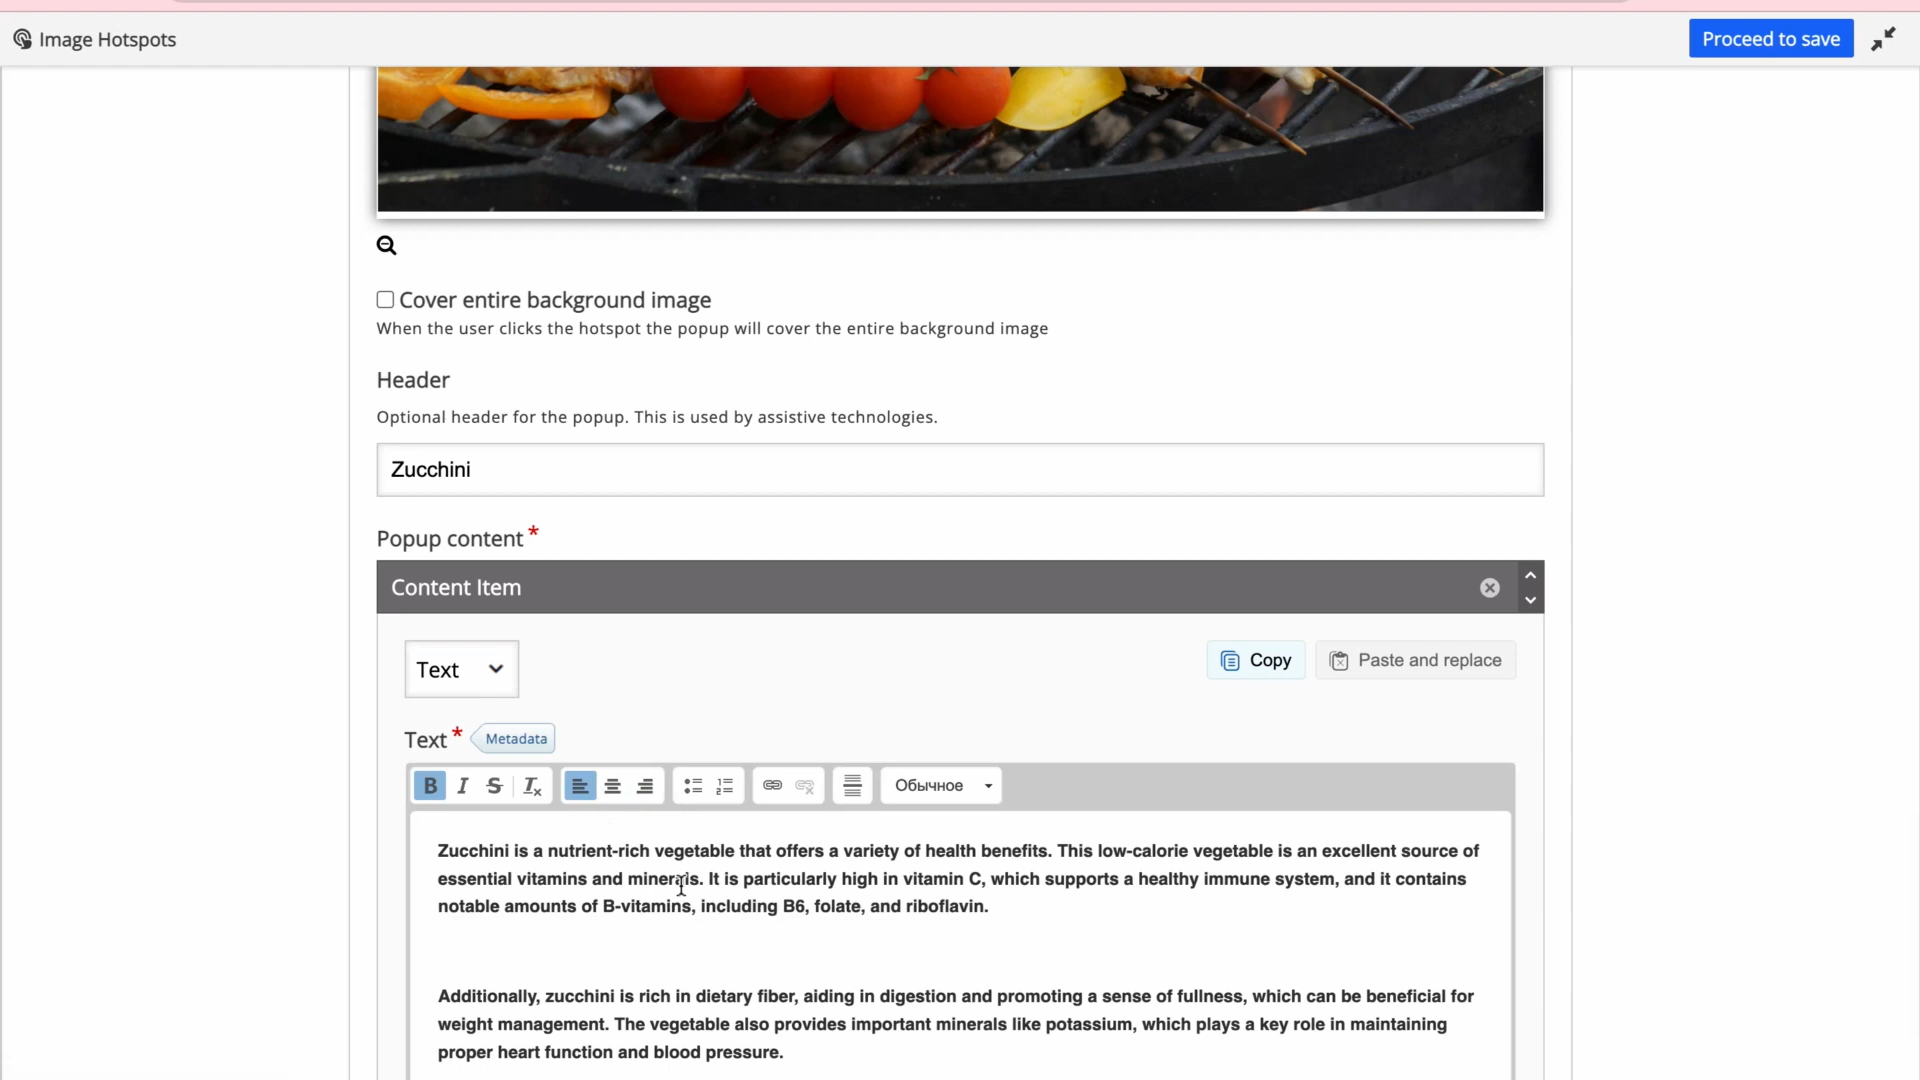 Image Hotspots
Proceed to save
Cover entire background image
When the user clicks the hotspot the popup will cover the entire background image
Header
Optional header for the popup. This is used by assistive technologies.
Zucchini
Popup content *
Content Item
Text
Copy
Paste and replace
Text *
Metadata
B I S Tx
Обычное
Zucchini is a nutrient-rich vegetable that offers a variety of health benefits. This low-calorie vegetable is an excellent source of
essential vitamins and minerals. It is particularly high in vitamin C, which supports a healthy immune system, and it contains
notable amounts of B-vitamins, including B6, folate, and riboflavin.
Additionally, zucchini is rich in dietary fiber, aiding in digestion and promoting a sense of fullness, which can be beneficial for
weight management. The vegetable also provides important minerals like potassium, which plays a key role in maintaining
proper heart function and blood pressure.